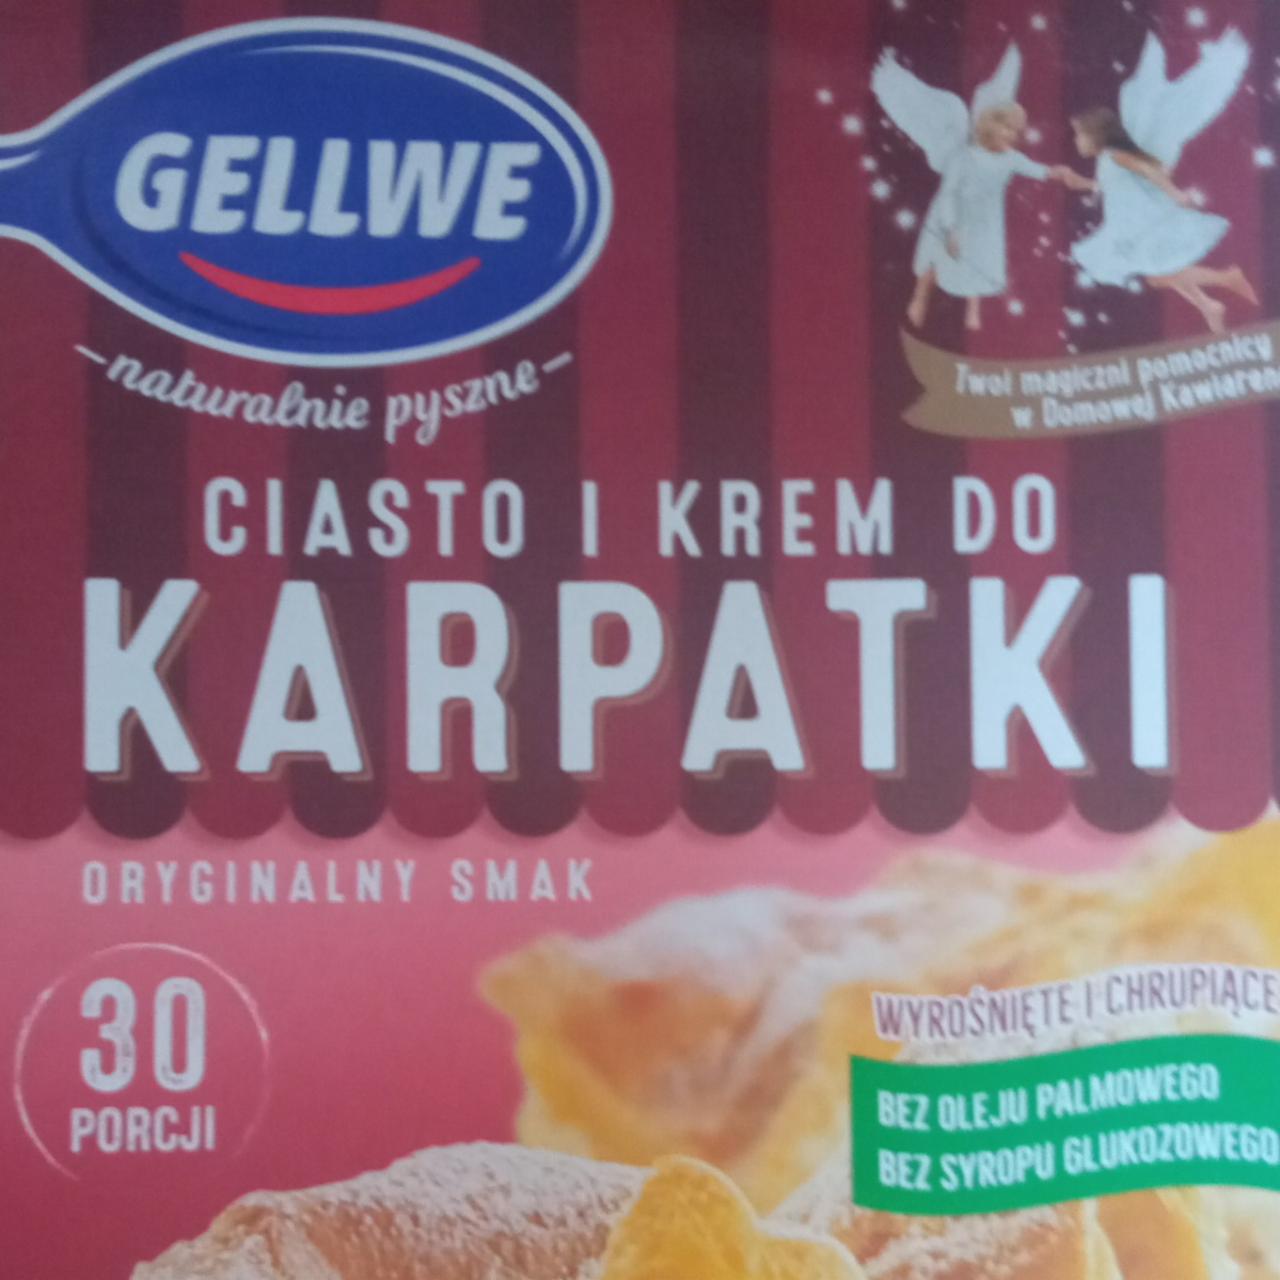 GELLWE
naturalnie pyszne
Twoi magiczni pomocnicy
w Domowej
CIASTO I KREM DO
KARPATKI
ORYGINALNY SMAK
30
PORCJI
WYROŚNIĘTE I CHRUPIĄCE
BEZ OLEJU PALMOWEGO
BEZ SYROPU GLUKOZOWEGO